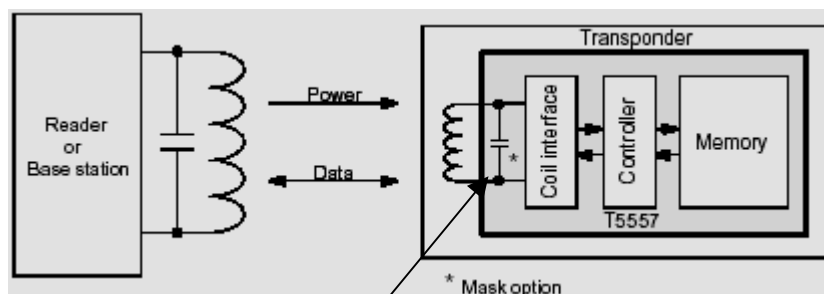 Reader
or
Base station
Power
Data
Transponder
Coil interface
Controller
Memory
*
T5557
* Mask option